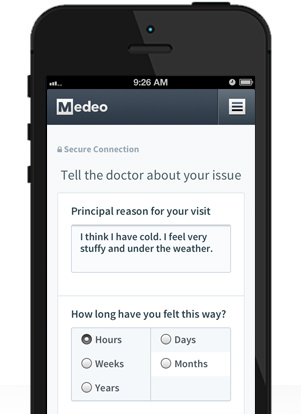 9:26 AM
Medeo
Secure Connection
Tell the doctor about your issue
Principal reason for your visit
I think I have cold. I feel very
stuffy and under the weather.
How long have you felt this way?
Hours Days
Weeks Months
Years